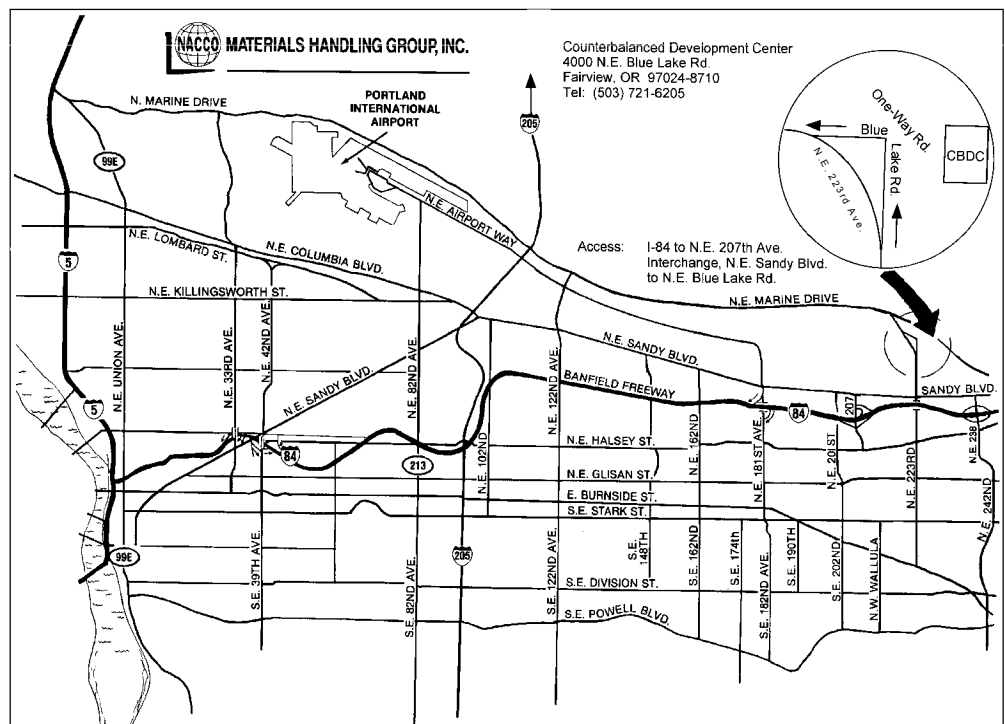 NACCO MATERIALS HANDLING GROUP, INC.
Counterbalanced Development Center
4000 N.E. Blue Lake Rd.
Fairview, OR 97024-8710
Tel: (503) 721-6205
One-Way Rd.
Blue
Lake Rd.
CBDC
N.E. 223rd Ave.
N. MARINE DRIVE
PORTLAND
INTERNATIONAL
AIRPORT
205
99E
N.E. AIRPORT WAY
Access: I-84 to N.E. 207th Ave.
Interchange, N.E. Sandy Blvd.
to N.E. Blue Lake Rd.
N.E. LOMBARD ST.
N.E. COLUMBIA BLVD.
5
N.E. KILLINGSWORTH ST.
N.E. MARINE DRIVE
N.E. UNION AVE.
N.E. 33RD AVE.
N.E. 42ND AVE.
N.E. SANDY BLVD.
N.E. 82ND AVE.
N.E. 122ND AVE.
N.E. SANDY BLVD.
BANFIELD FREEWAY
SANDY BLVD.
5
84
207
N.E. 238
N.E. 102ND
N.E. HALSEY ST.
N.E. 162ND
N.E. 181ST AVE.
N.E. 201ST
N.E. 223RD
N.E. 242ND
84
213
N.E. GLISAN ST.
E. BURNSIDE ST.
S.E. STARK ST.
99E
205
S.E. 39TH AVE.
S.E. 82ND AVE.
S.E. 122ND AVE.
S.E. 148TH
S.E. 162ND
S.E. 174th
S.E. 182ND AVE.
S.E. 190TH
S.E. 202ND
N.W. WALLULA
S.E. DIVISION ST.
S.E. POWELL BLVD.